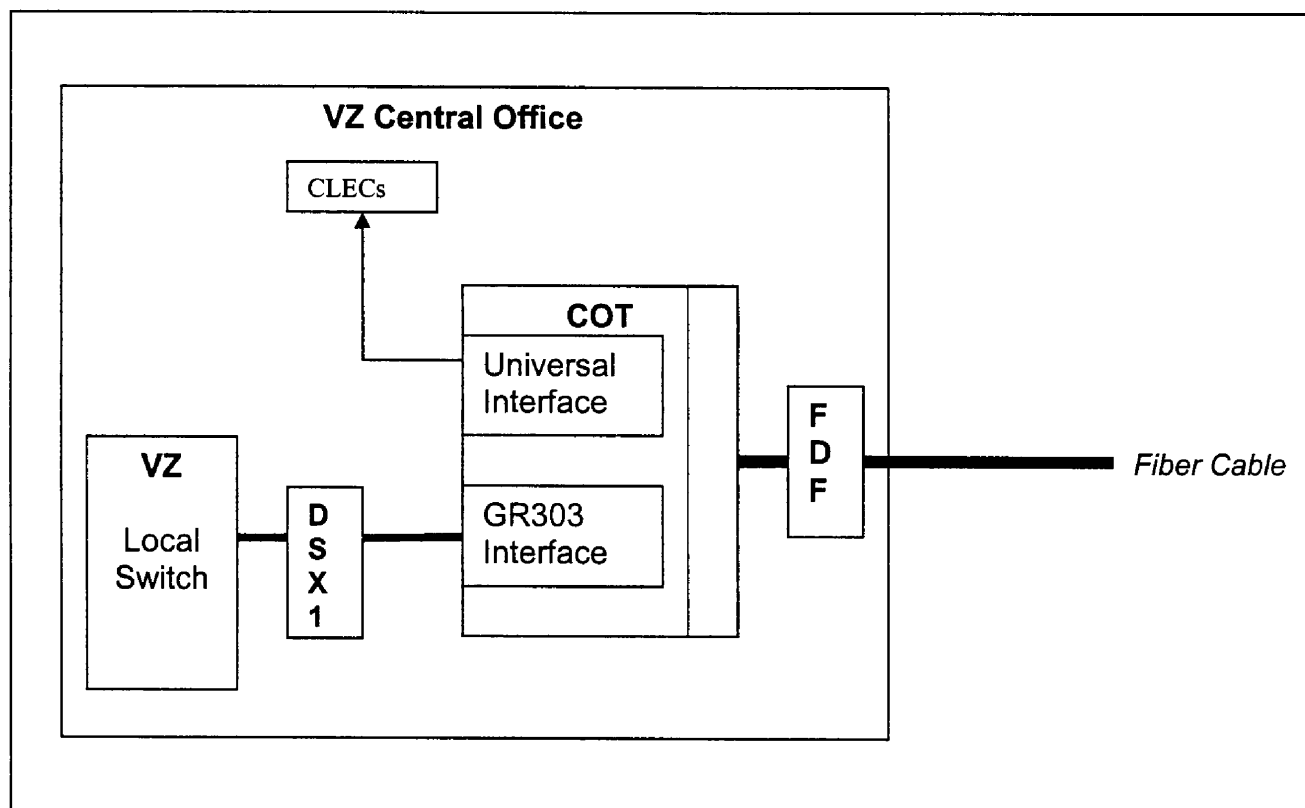 VZ Central Office
CLECs
COT
Universal
Interface
F
D
F
Fiber Cable
VZ
Local
Switch
D
S
X
1
GR303
Interface